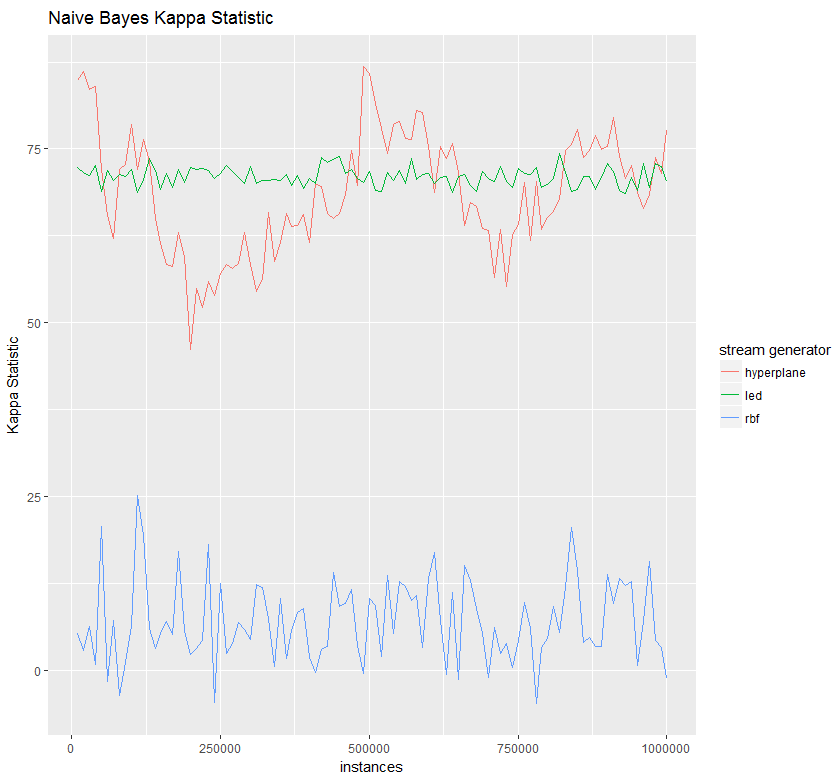 Naive Bayes Kappa Statistic
Kappa Statistic
75
50
25
0
0
250000
500000
750000
1000000
instances
stream generator
hyperplane
led
rbf